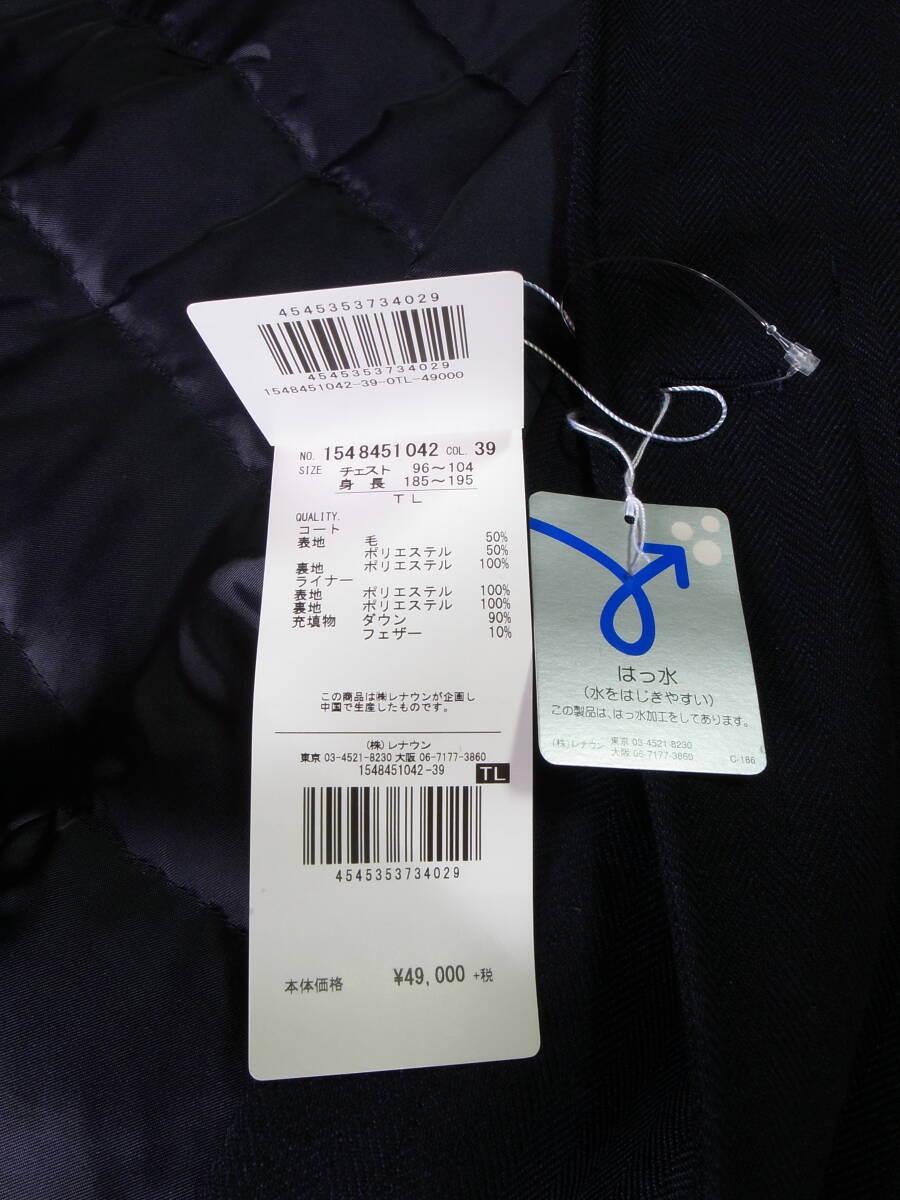 4545353734029
4545353734029
1548451042-39-0TL-49000
NO. 1548451042 COL. 39
SIZE チェスト 96～104
身 長 185～195
TL
QUALITY.
コート
表地 毛 50%
ポリエステル 50%
裏地 ポリエステル 100%
ライナー
表地 ポリエステル 100%
裏地 ポリエステル 100%
充填物 ダウン 90%
フェザー 10%
この商品は㈱レナウンが企画し
中国で生産したものです。
(株)レナウン
東京 03-4521-8230 大阪 06-7177-3860
1548451042-39 TL
4545353734029
本体価格 ¥49,000 +税
はっ水
(水をはじきやすい)
この製品は、はっ水加工をしてあります。
(株)レナウン 東京 03-4521-8230
大阪 06-7177-3860 C-186